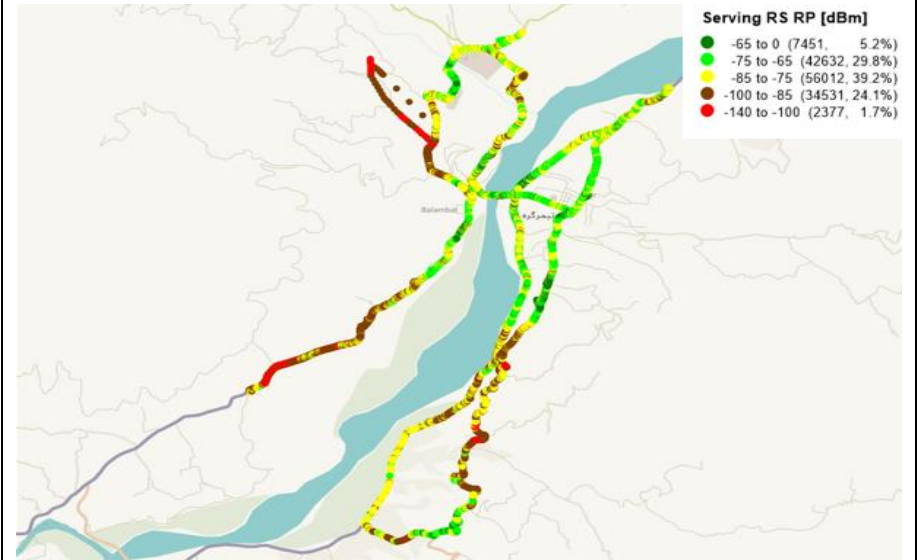 Serving RS RP [dBm]
-65 to 0 (7451, 5.2%)
-75 to -65 (42632, 29.8%)
-85 to -75 (56012, 39.2%)
-100 to -85 (34531, 24.1%)
-140 to -100 (2377, 1.7%)
Balambat